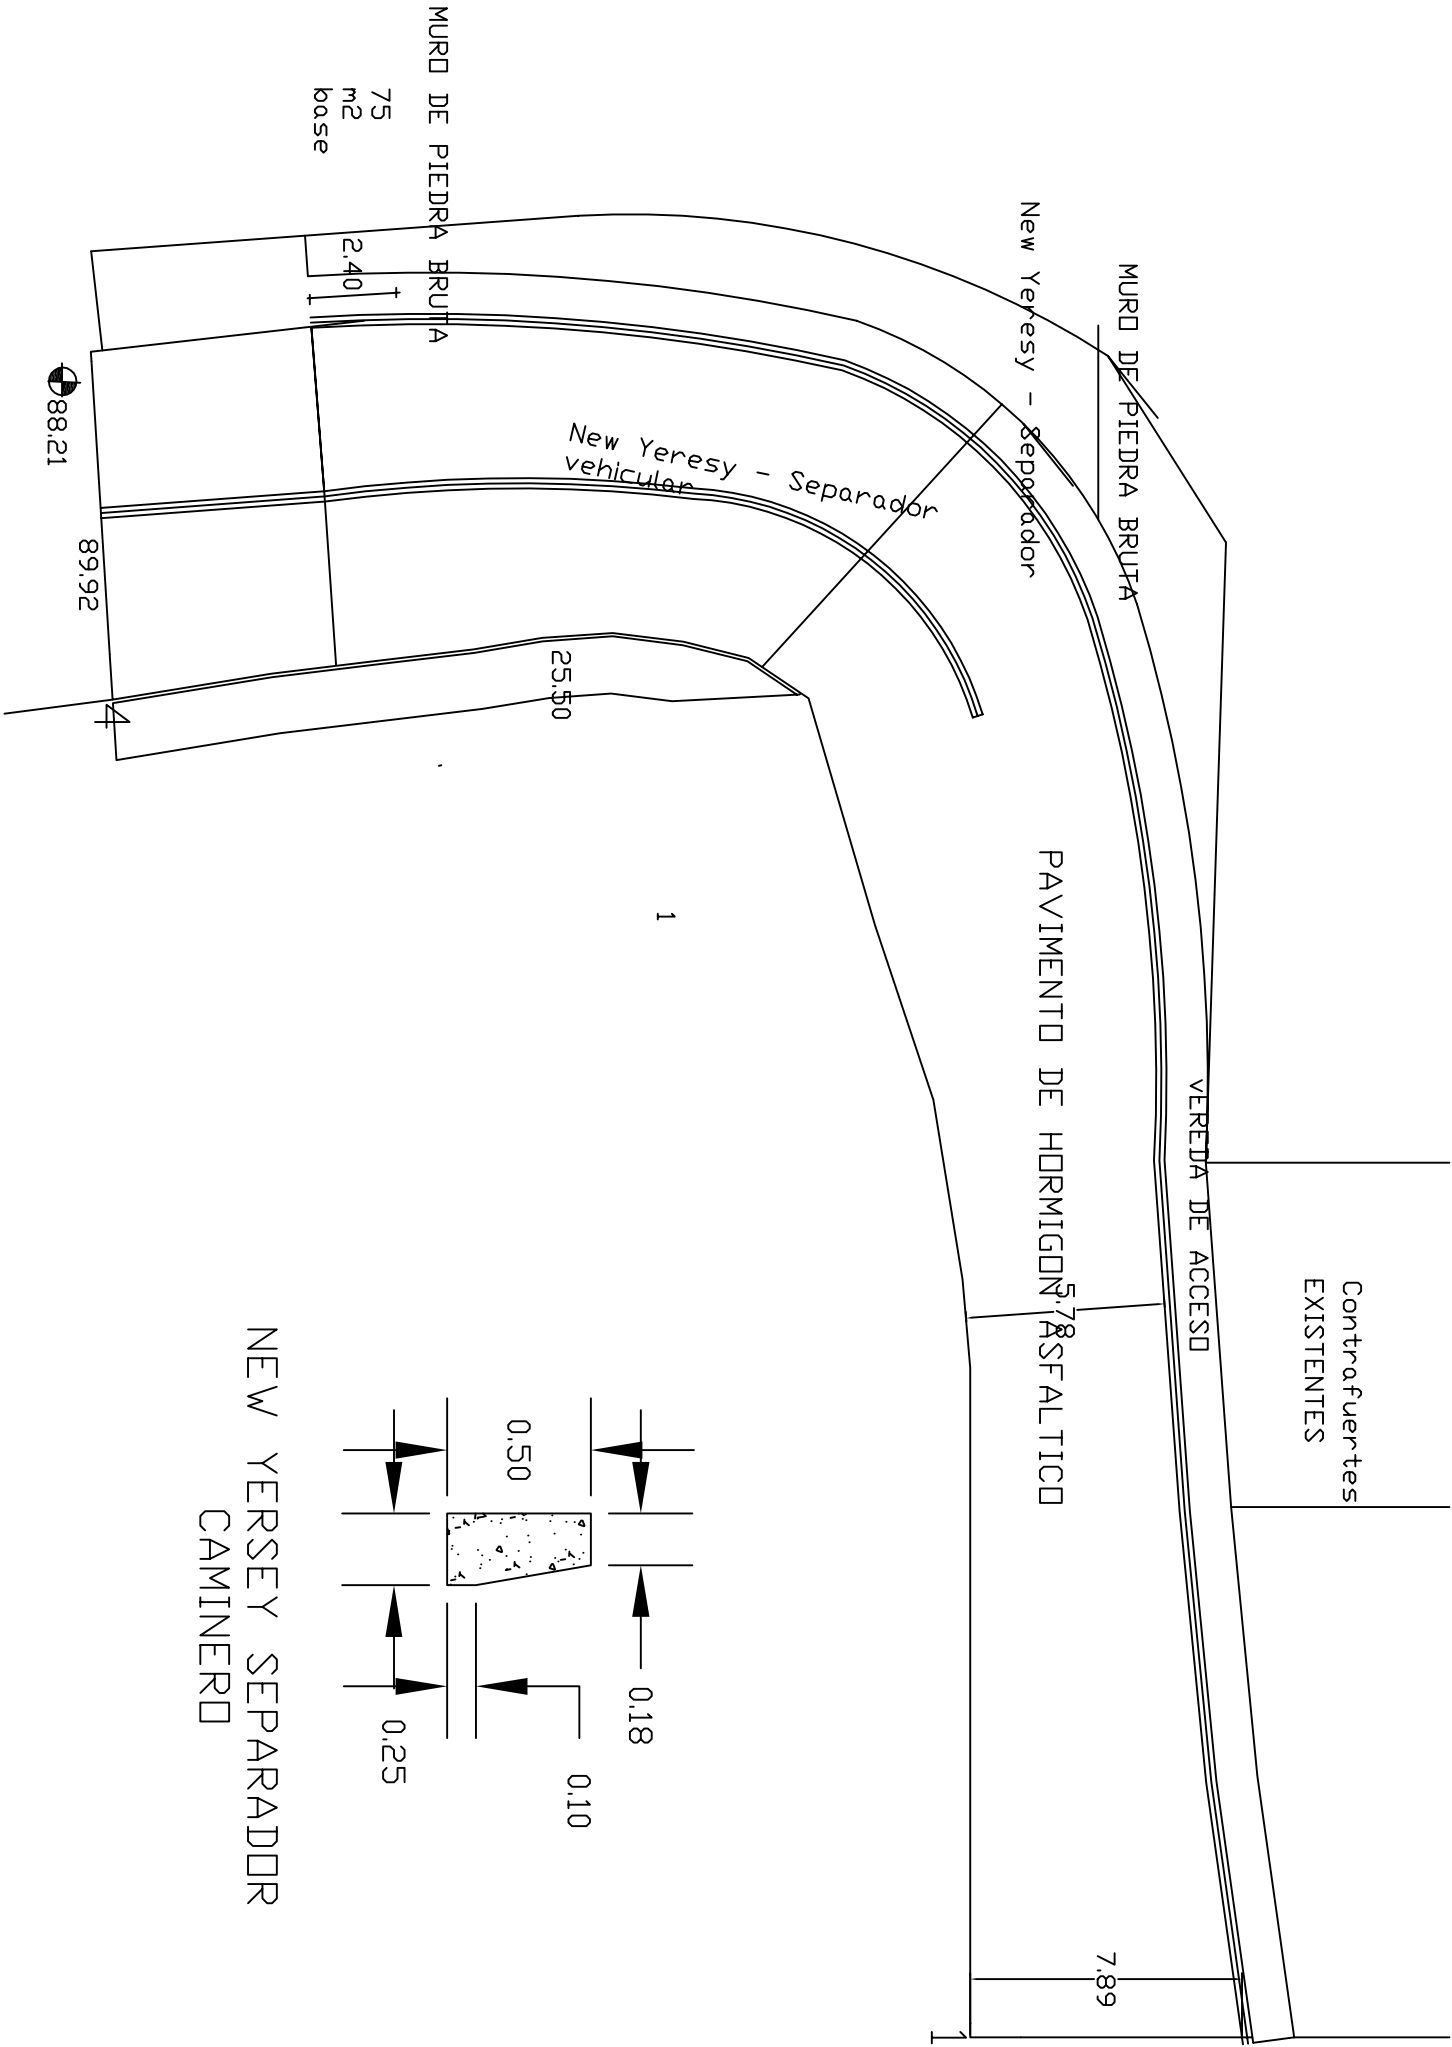 MURO DE PIEDRA BRUTA
75
m2
base
2.40
New Yeresy - Separador
MURO DE PIEDRA BRUTA
New Yeresy - Separador
vehicular
88.21
89.92
4
25.50
1
PAVIMENTO DE HORMIGON ASFALTICO
VEREDA DE ACCESO
5.78
Contrafuertes
EXISTENTES
0.50
0.18
0.10
0.25
NEW YERSEY SEPARADOR
CAMINERO
7.89
1